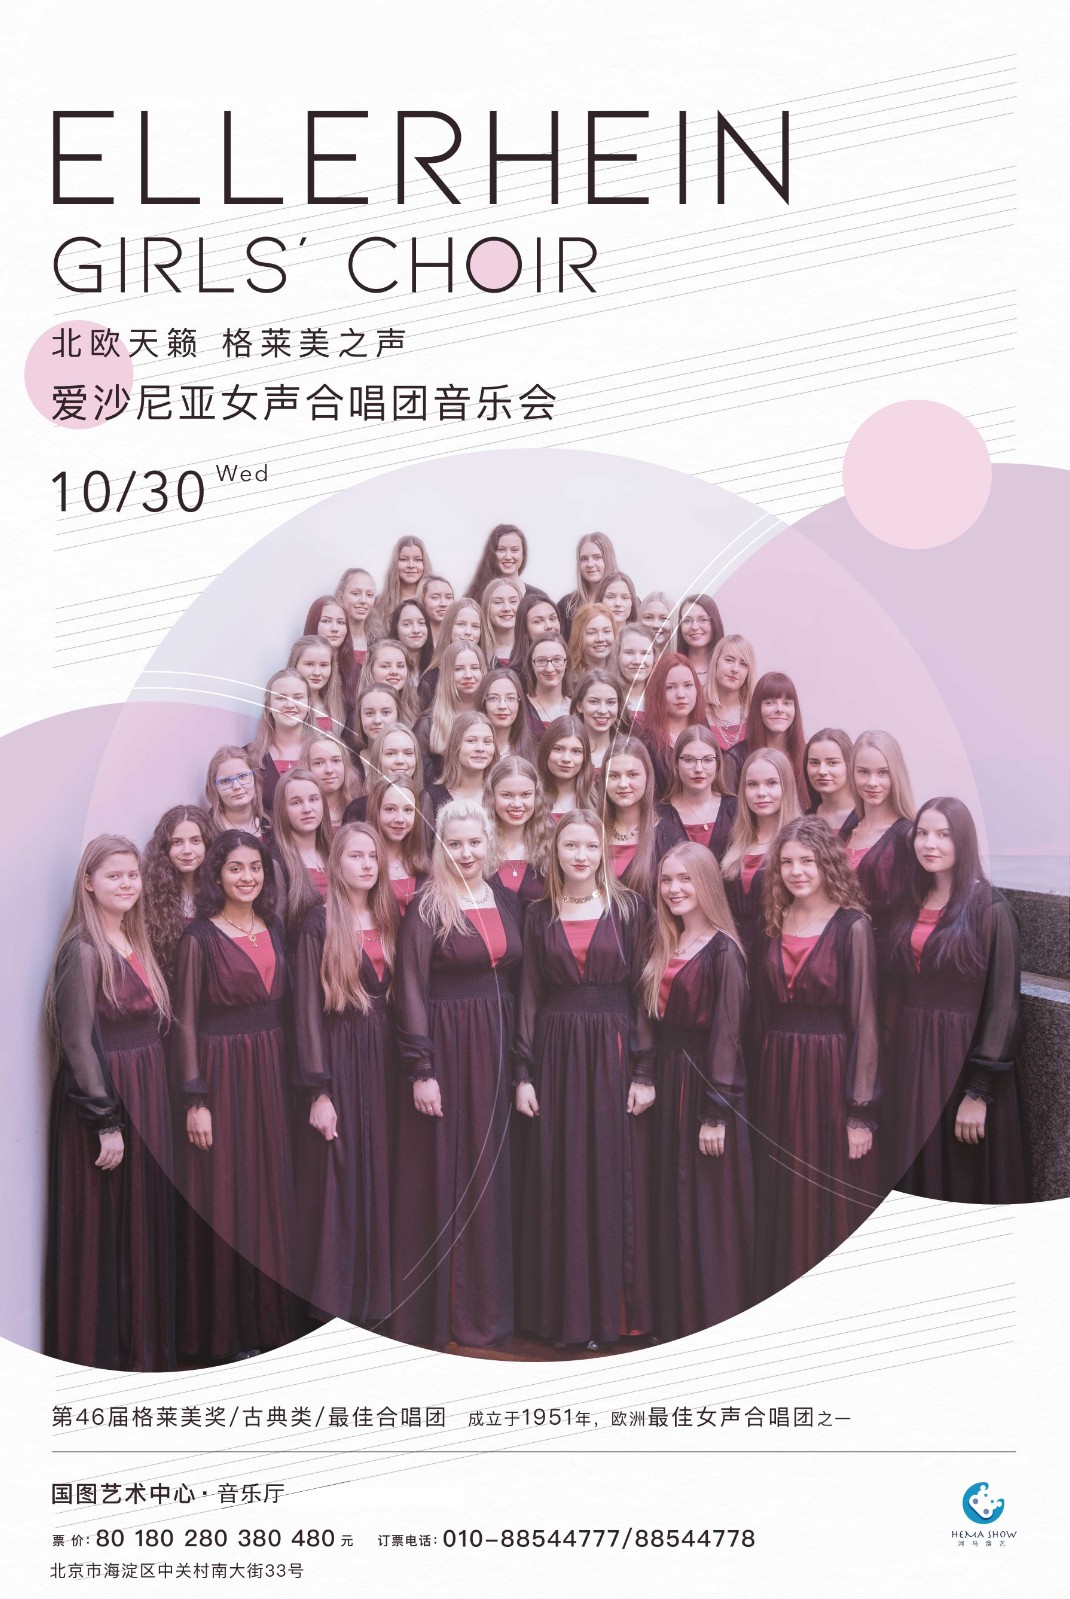 ELLERHEIN
GIRLS' CHOIR
北欧天籁 格莱美之声
爱沙尼亚女声合唱团音乐会
10/30 Wed
第46届格莱美奖/古典类/最佳合唱团 成立于1951年，欧洲最佳女声合唱团之一
国图艺术中心·音乐厅
票 价: 80 180 280 380 480 元 订票电话: 010-88544777/88544778
北京市海淀区中关村南大街33号
HEMA SHOW
河马演艺